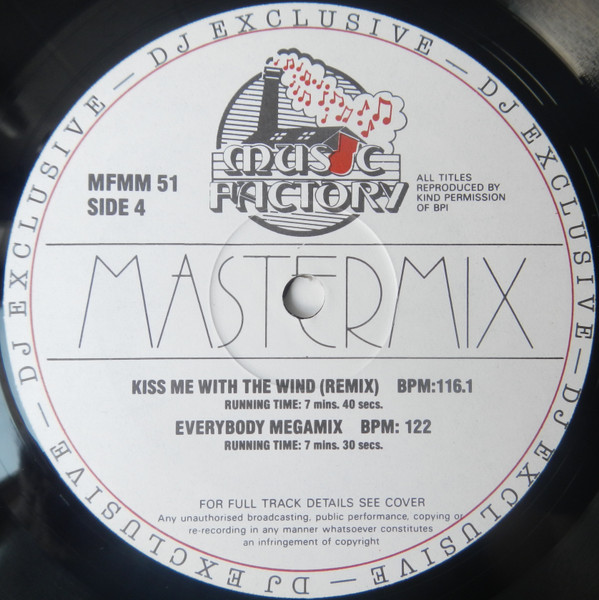 DJ EXCLUSIVE — DJ EXCLUSIVE — DJ EXCLUSIVE — DJ EXCLUSIVE — DJ EXCLUSIVE —
MUSIC
FACTORY
MFMM 51
SIDE 4
ALL TITLES
REPRODUCED BY
KIND PERMISSION
OF BPI
MASTERMIX
KISS ME WITH THE WIND (REMIX) BPM:116.1
RUNNING TIME: 7 mins. 40 secs.
EVERYBODY MEGAMIX BPM: 122
RUNNING TIME: 7 mins. 30 secs.
FOR FULL TRACK DETAILS SEE COVER
Any unauthorised broadcasting, public performance, copying or
re-recording in any manner whatsoever constitutes
an infringement of copyright